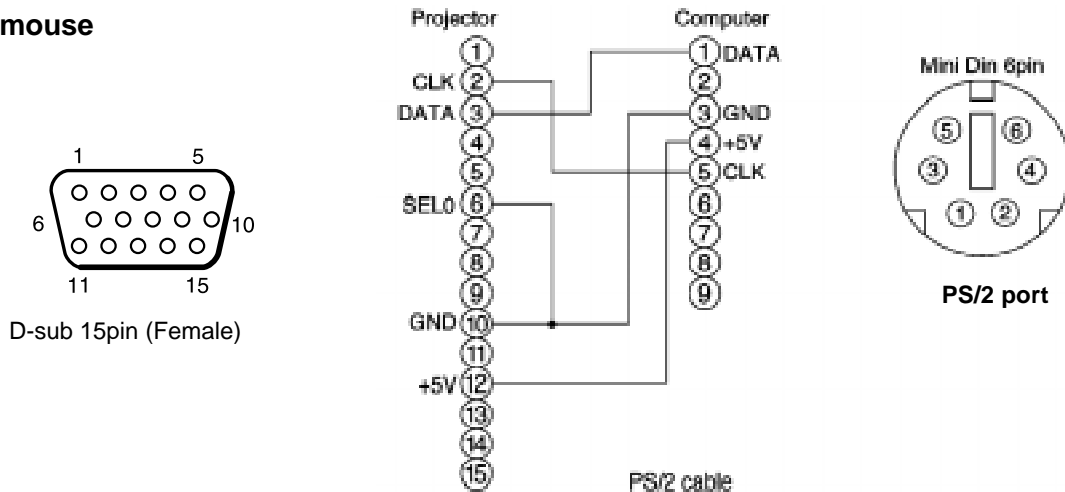 mouse
1 5
6 10
11 15
D-sub 15pin (Female)
Projector
1
CLK 2
DATA 3
4
5
SEL0 6
7
8
9
GND 10
11
+5V 12
13
14
15
Computer
1 DATA
2
3 GND
4 +5V
5 CLK
6
7
8
9
PS/2 cable
Mini Din 6pin
5 6
3 4
1 2
PS/2 port